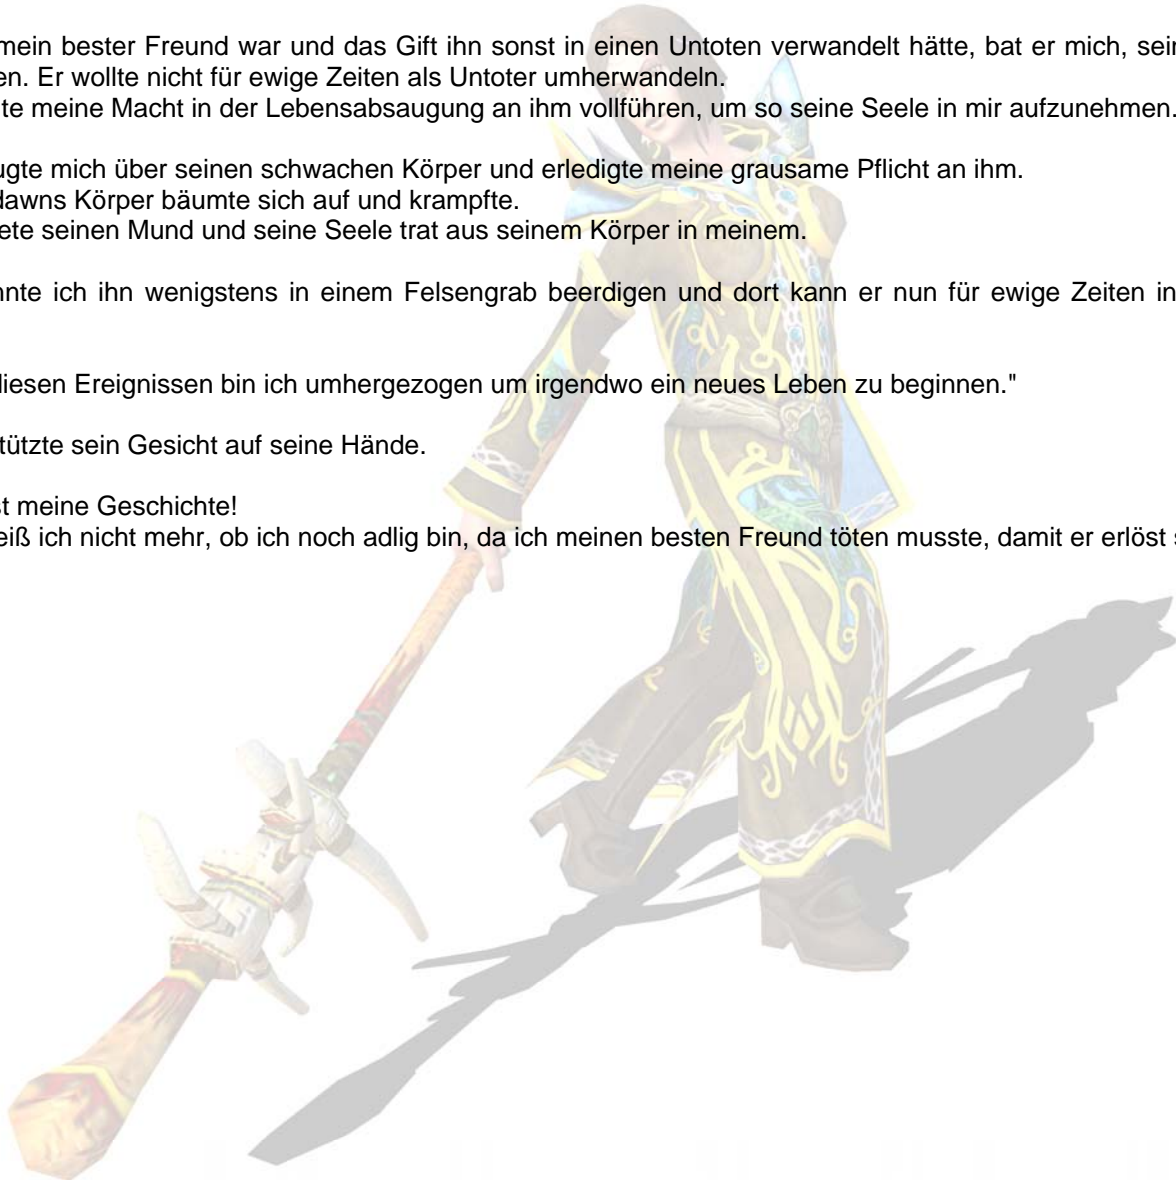 mein bester Freund war und das Gift ihn sonst in einen Untoten verwandelt hätte, bat er mich, sein
en. Er wollte nicht für ewige Zeiten als Untoter umherwandeln.
te meine Macht in der Lebensabsaugung an ihm vollführen, um so seine Seele in mir aufzunehmen.
ugte mich über seinen schwachen Körper und erledigte meine grausame Pflicht an ihm.
dawns Körper bäumte sich auf und krampfte.
ete seinen Mund und seine Seele trat aus seinem Körper in meinem.
nnte ich ihn wenigstens in einem Felsengrab beerdigen und dort kann er nun für ewige Zeiten in
diesen Ereignissen bin ich umhergezogen um irgendwo ein neues Leben zu beginnen."
tützte sein Gesicht auf seine Hände.
st meine Geschichte!
eiß ich nicht mehr, ob ich noch adlig bin, da ich meinen besten Freund töten musste, damit er erlöst s